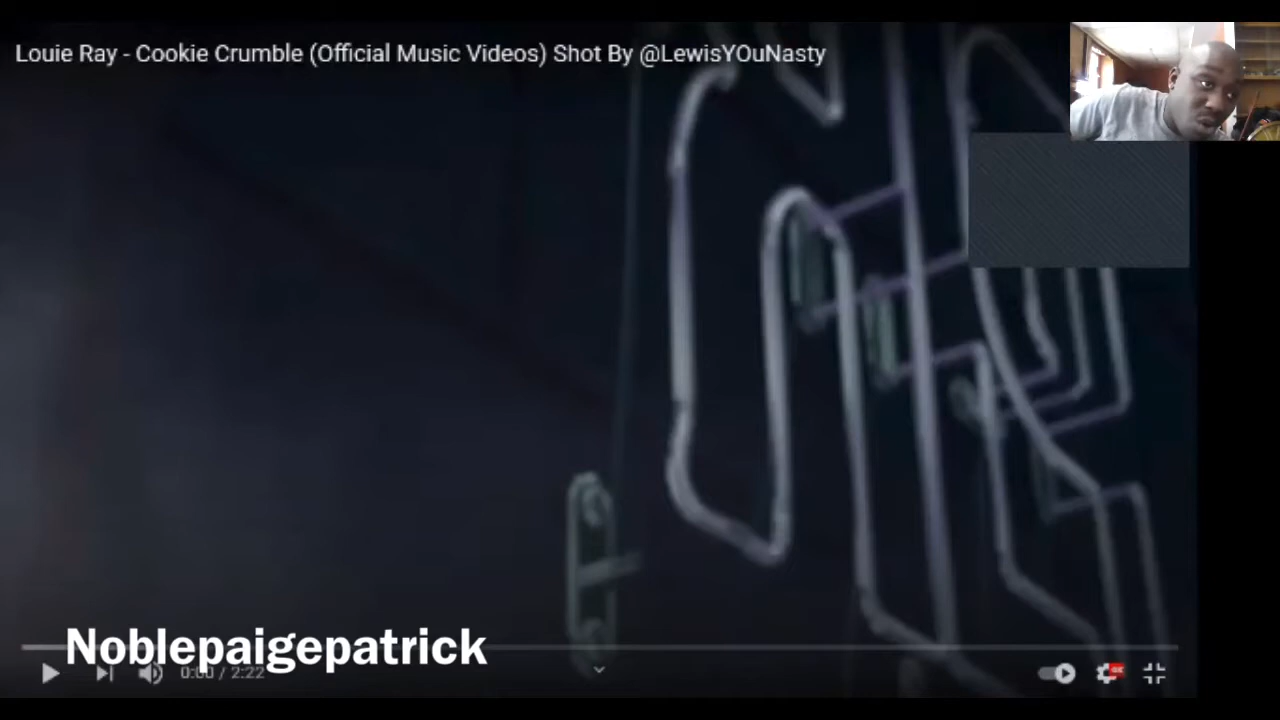 Louie Ray - Cookie Crumble (Official Music Videos) Shot By @LewisYOuNasty
Noblepaigepatrick
0:00 / 2:22